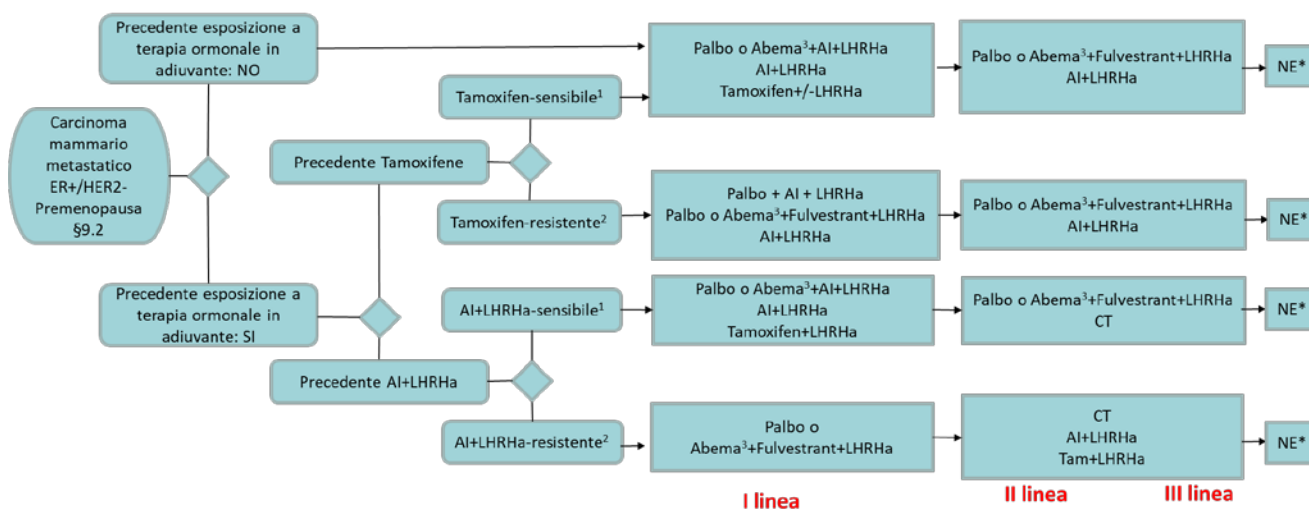 Precedente esposizione a
terapia ormonale in
adiuvante: NO
Carcinoma
mammario
metastatico
ER+/HER2-
Premenopausa
§9.2
Precedente esposizione a
terapia ormonale in
adiuvante: SI
Precedente Tamoxifene
Precedente AI+LHRHa
Tamoxifen-sensibile¹
Tamoxifen-resistente²
AI+LHRHa-sensibile¹
AI+LHRHa-resistente²
Palbo o Abema³+AI+LHRHa
AI+LHRHa
Tamoxifen+/-LHRHa
Palbo o Abema³+Fulvestrant+LHRHa
AI+LHRHa
NE*
Palbo + AI + LHRHa
Palbo o Abema³+Fulvestrant+LHRHa
AI+LHRHa
Palbo o Abema³+Fulvestrant+LHRHa
AI+LHRHa
NE*
Palbo o Abema³+AI+LHRHa
AI+LHRHa
Tamoxifen+LHRHa
Palbo o Abema³+Fulvestrant+LHRHa
CT
NE*
Palbo o
Abema³+Fulvestrant+LHRHa
CT
AI+LHRHa
Tam+LHRHa
NE*
I linea
II linea
III linea